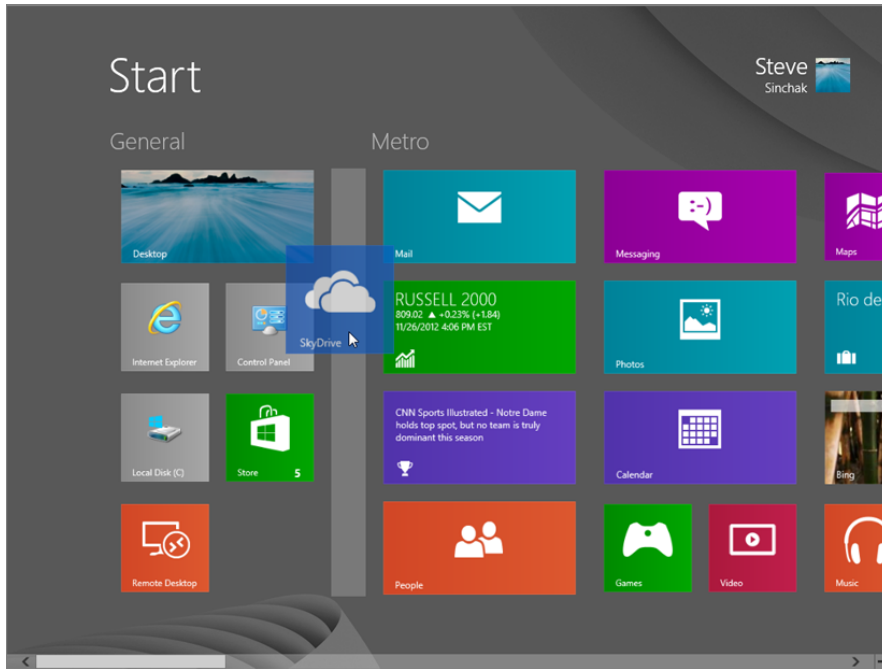 Start
Steve
Sinchak
General
Metro
Desktop
Mail
Messaging
:-)
Maps
Internet Explorer
Control Panel
SkyDrive
RUSSELL 2000
809.02 ▲ +0.23% (+1.84)
11/26/2012 4:06 PM EST
Photos
Rio de
Local Disk (C)
Store
5
CNN Sports Illustrated - Notre Dame
holds top spot, but no team is truly
dominant this season
Calendar
Bing
Remote Desktop
People
Games
Video
Music